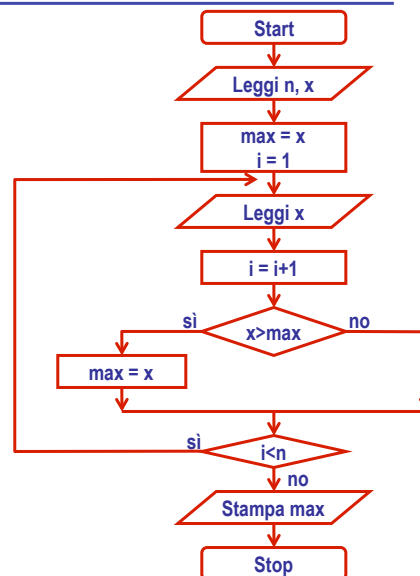 Start
Leggi n, x
max = x
i = 1
Leggi x
i = i+1
sì
x>max
no
max = x
sì
i<n
no
Stampa max
Stop